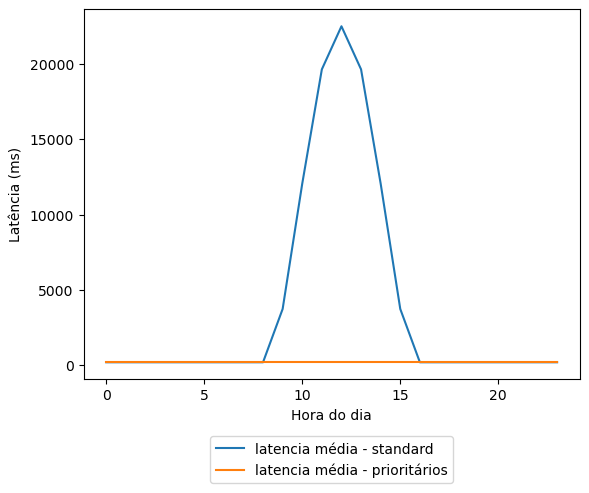 20000
15000
10000
5000
0
Latência (ms)
0 5 10 15 20
Hora do dia
latencia média - standard
latencia média - prioritários